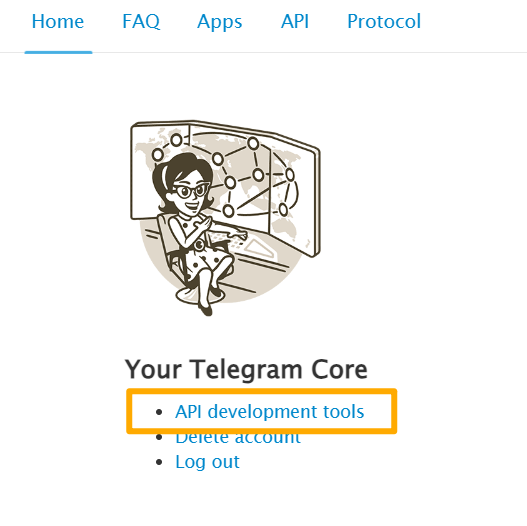 Home FAQ Apps API Protocol
Your Telegram Core
API development tools
Delete account
Log out